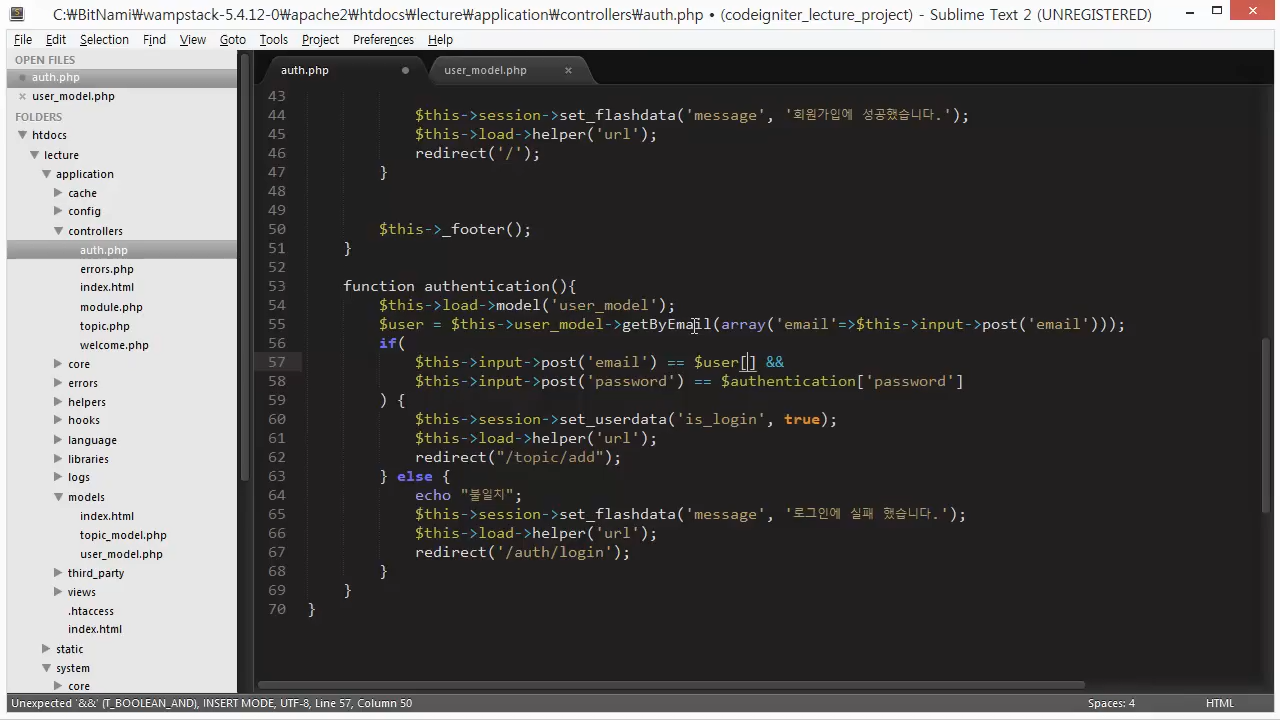 C:₩BitNami₩wampstack-5.4.12-0₩apache2₩htdocs₩lecture₩application₩controllers₩auth.php • (codeigniter_lecture_project) - Sublime Text 2 (UNREGISTERED)
File Edit Selection Find View Goto Tools Project Preferences Help
OPEN FILES
auth.php
user_model.php
FOLDERS
htdocs
lecture
application
cache
config
controllers
auth.php
errors.php
index.html
module.php
topic.php
welcome.php
core
errors
helpers
hooks
language
libraries
logs
models
index.html
topic_model.php
user_model.php
third_party
views
.htaccess
index.html
static
system
core
auth.php user_model.php
43
44 $this->session->set_flashdata('message', '회원가입에 성공했습니다.');
45 $this->load->helper('url');
46 redirect('/');
47 }
48
49
50 $this->_footer();
51 }
52
53 function authentication(){
54 $this->load->model('user_model');
55 $user = $this->user_model->getByEmail(array('email'=>$this->input->post('email')));
56 if(
57 $this->input->post('email') == $user[] &&
58 $this->input->post('password') == $authentication['password']
59 ) {
60 $this->session->set_userdata('is_login', true);
61 $this->load->helper('url');
62 redirect("/topic/add");
63 } else {
64 echo "불일치";
65 $this->session->set_flashdata('message', '로그인에 실패 했습니다.');
66 $this->load->helper('url');
67 redirect('/auth/login');
68 }
69 }
70 }
Unexpected '&&' (T_BOOLEAN_AND), INSERT MODE, UTF-8, Line 57, Column 50 Spaces: 4 HTML